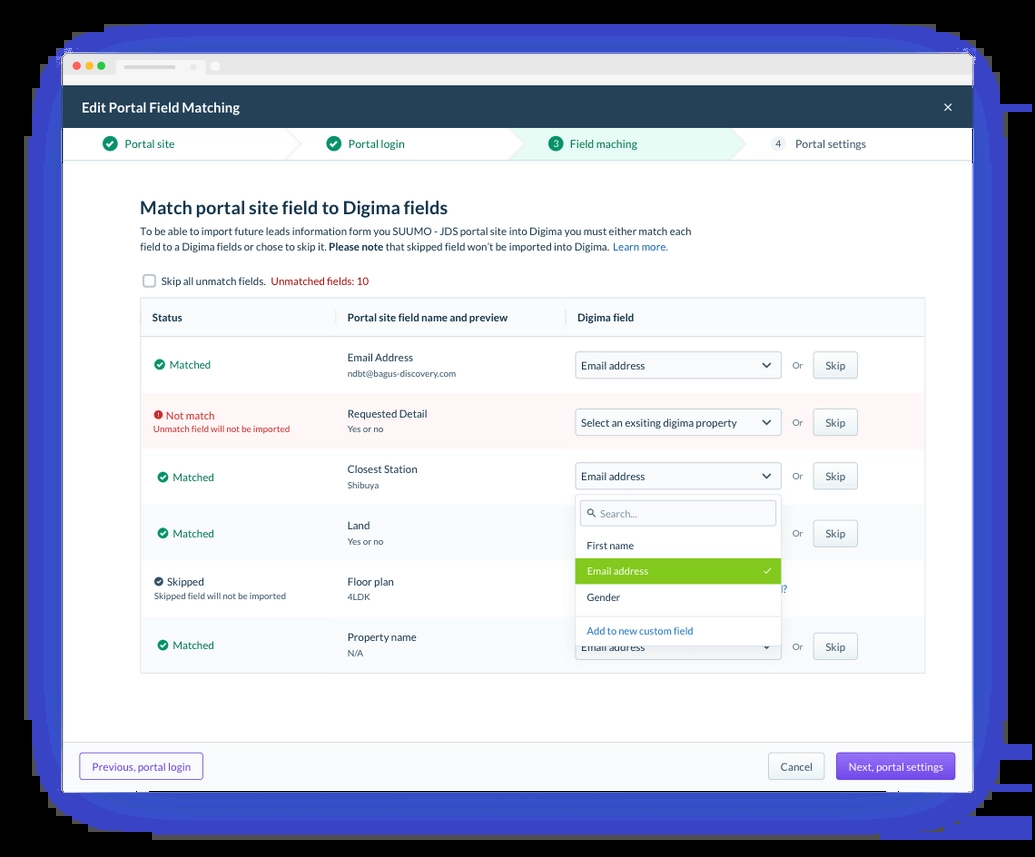 Edit Portal Field Matching
Portal site
Portal login
3 Field maching
4 Portal settings
Match portal site field to Digima fields
To be able to import future leads information form you SUUMO - JDS portal site into Digima you must either match each
field to a Digima fields or chose to skip it. Please note that skipped field won't be imported into Digima. Learn more.
Skip all unmatch fields. Unmatched fields: 10
Status Portal site field name and preview Digima field
Matched
Email Address
ndbt@bagus-discovery.com
Email address Or Skip
Not match
Unmatch field will not be imported
Requested Detail
Yes or no
Select an exsiting digima property Or Skip
Matched
Closest Station
Shibuya
Email address Or Skip
Search...
First name
Email address
Gender
Add to new custom field
Matched
Land
Yes or no
Or Skip
Skipped
Skipped field will not be imported
Floor plan
4LDK
Matched
Property name
N/A
Email address Or Skip
Previous, portal login Cancel Next, portal settings